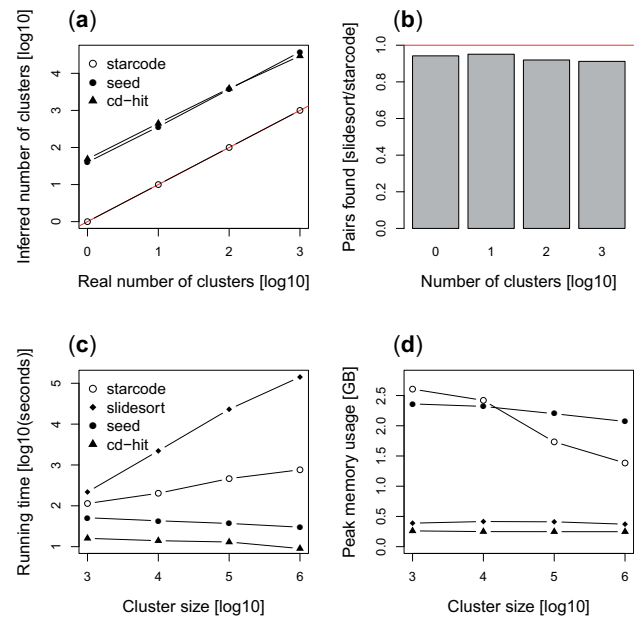 (a)
Inferred number of clusters [log10]
4
3
2
1
0
starcode
seed
cd−hit
0 1 2 3
Real number of clusters [log10]
(b)
Pairs found [slidesort/starcode]
1.0
0.8
0.6
0.4
0.2
0.0
0 1 2 3
Number of clusters [log10]
(c)
Running time [log10(seconds)]
5
4
3
2
1
starcode
slidesort
seed
cd−hit
3 4 5 6
Cluster size [log10]
(d)
Peak memory usage [GB]
2.5
2.0
1.5
1.0
0.5
0.0
3 4 5 6
Cluster size [log10]